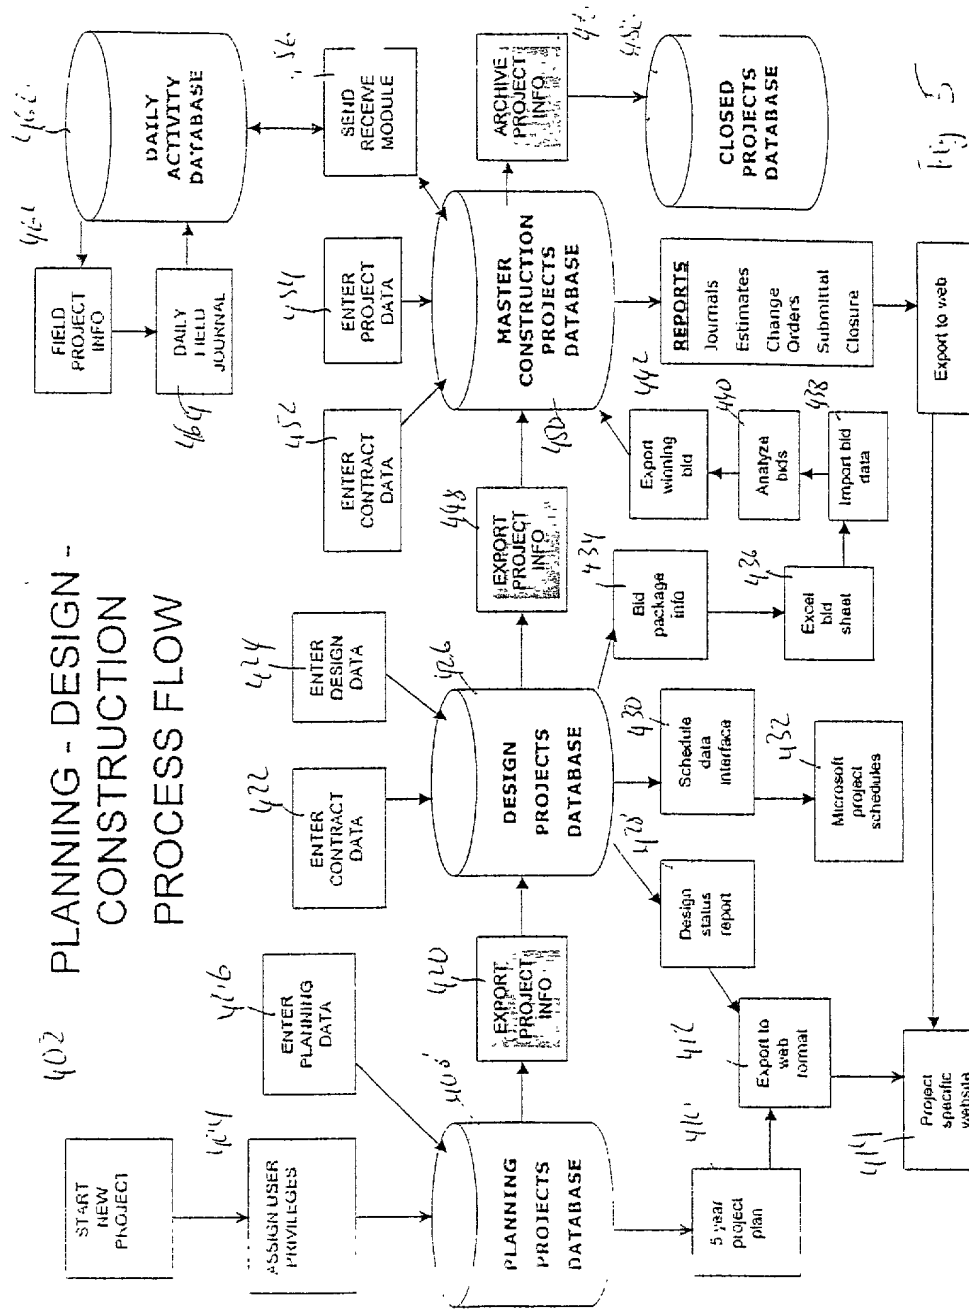 402
PLANNING - DESIGN -
CONSTRUCTION
PROCESS FLOW
START
NEW
PROJECT
ASSIGN USER
PRIVILEGES
ENTER
PLANNING
DATA
PLANNING
PROJECTS
DATABASE
5 year
project
plan
412
Export to
web
format
414
Project
specific
website
420
EXPORT
PROJECT
INFO
422
ENTER
CONTRACT
DATA
424
ENTER
DESIGN
DATA
426
DESIGN
PROJECTS
DATABASE
428
Design
status
report
430
Schedule
data
interface
432
Microsoft
project
schedules
434
Bid
package
info
436
Excel
bid
sheet
438
Import bid
data
440
Analyze
bids
442
Export
winning
bid
448
EXPORT
PROJECT
INFO
450
MASTER
CONSTRUCTION
PROJECTS
DATABASE
452
ENTER
CONTRACT
DATA
454
ENTER
PROJECT
DATA
SEND
RECEIVE
MODULE
DAILY
ACTIVITY
DATABASE
FIELD
PROJECT
INFO
464
DAILY
FIELD
JOURNAL
ARCHIVE
PROJECT
INFO
CLOSED
PROJECTS
DATABASE
REPORTS
Journals
Estimates
Change
Orders
Submittal
Closure
Export to web
Fig 5